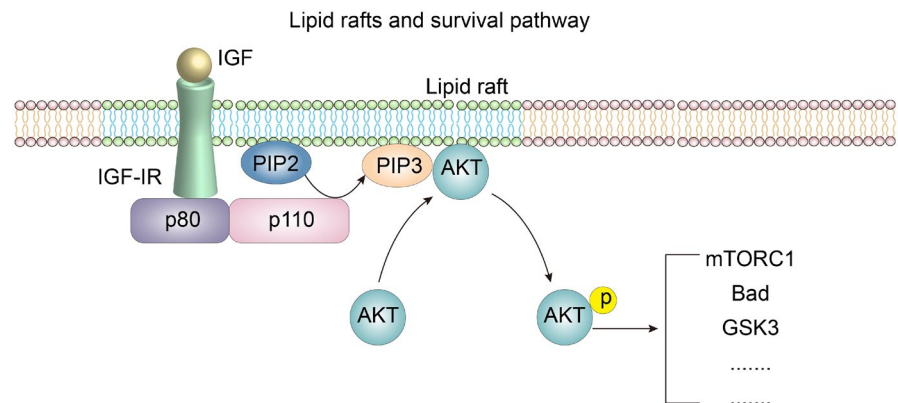 Lipid rafts and survival pathway
IGF
Lipid raft
IGF-IR
PIP2
PIP3
AKT
p80
p110
AKT
AKT
p
mTORC1
Bad
GSK3
.......
.......